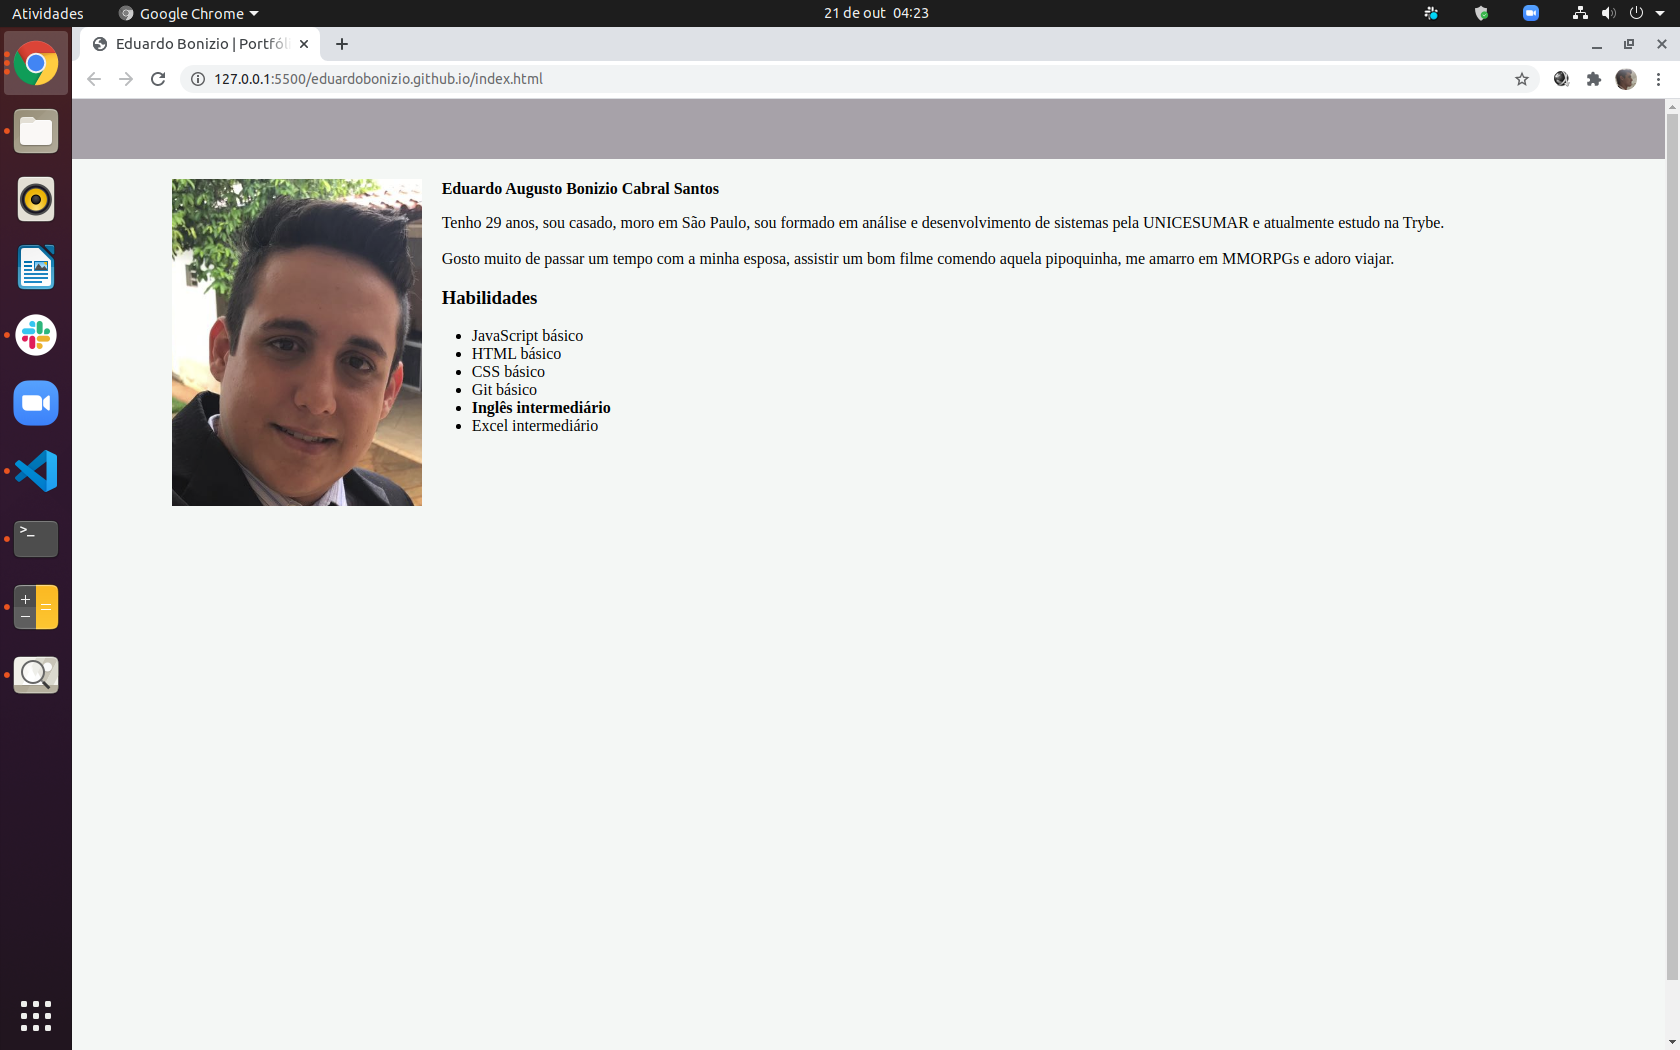 Atividades
Google Chrome
21 de out 04:23
Eduardo Bonizio | Portfóli
127.0.0.1:5500/eduardobonizio.github.io/index.html
Eduardo Augusto Bonizio Cabral Santos
Tenho 29 anos, sou casado, moro em São Paulo, sou formado em análise e desenvolvimento de sistemas pela UNICESUMAR e atualmente estudo na Trybe.
Gosto muito de passar um tempo com a minha esposa, assistir um bom filme comendo aquela pipoquinha, me amarro em MMORPGs e adoro viajar.
Habilidades
JavaScript básico
HTML básico
CSS básico
Git básico
Inglês intermediário
Excel intermediário